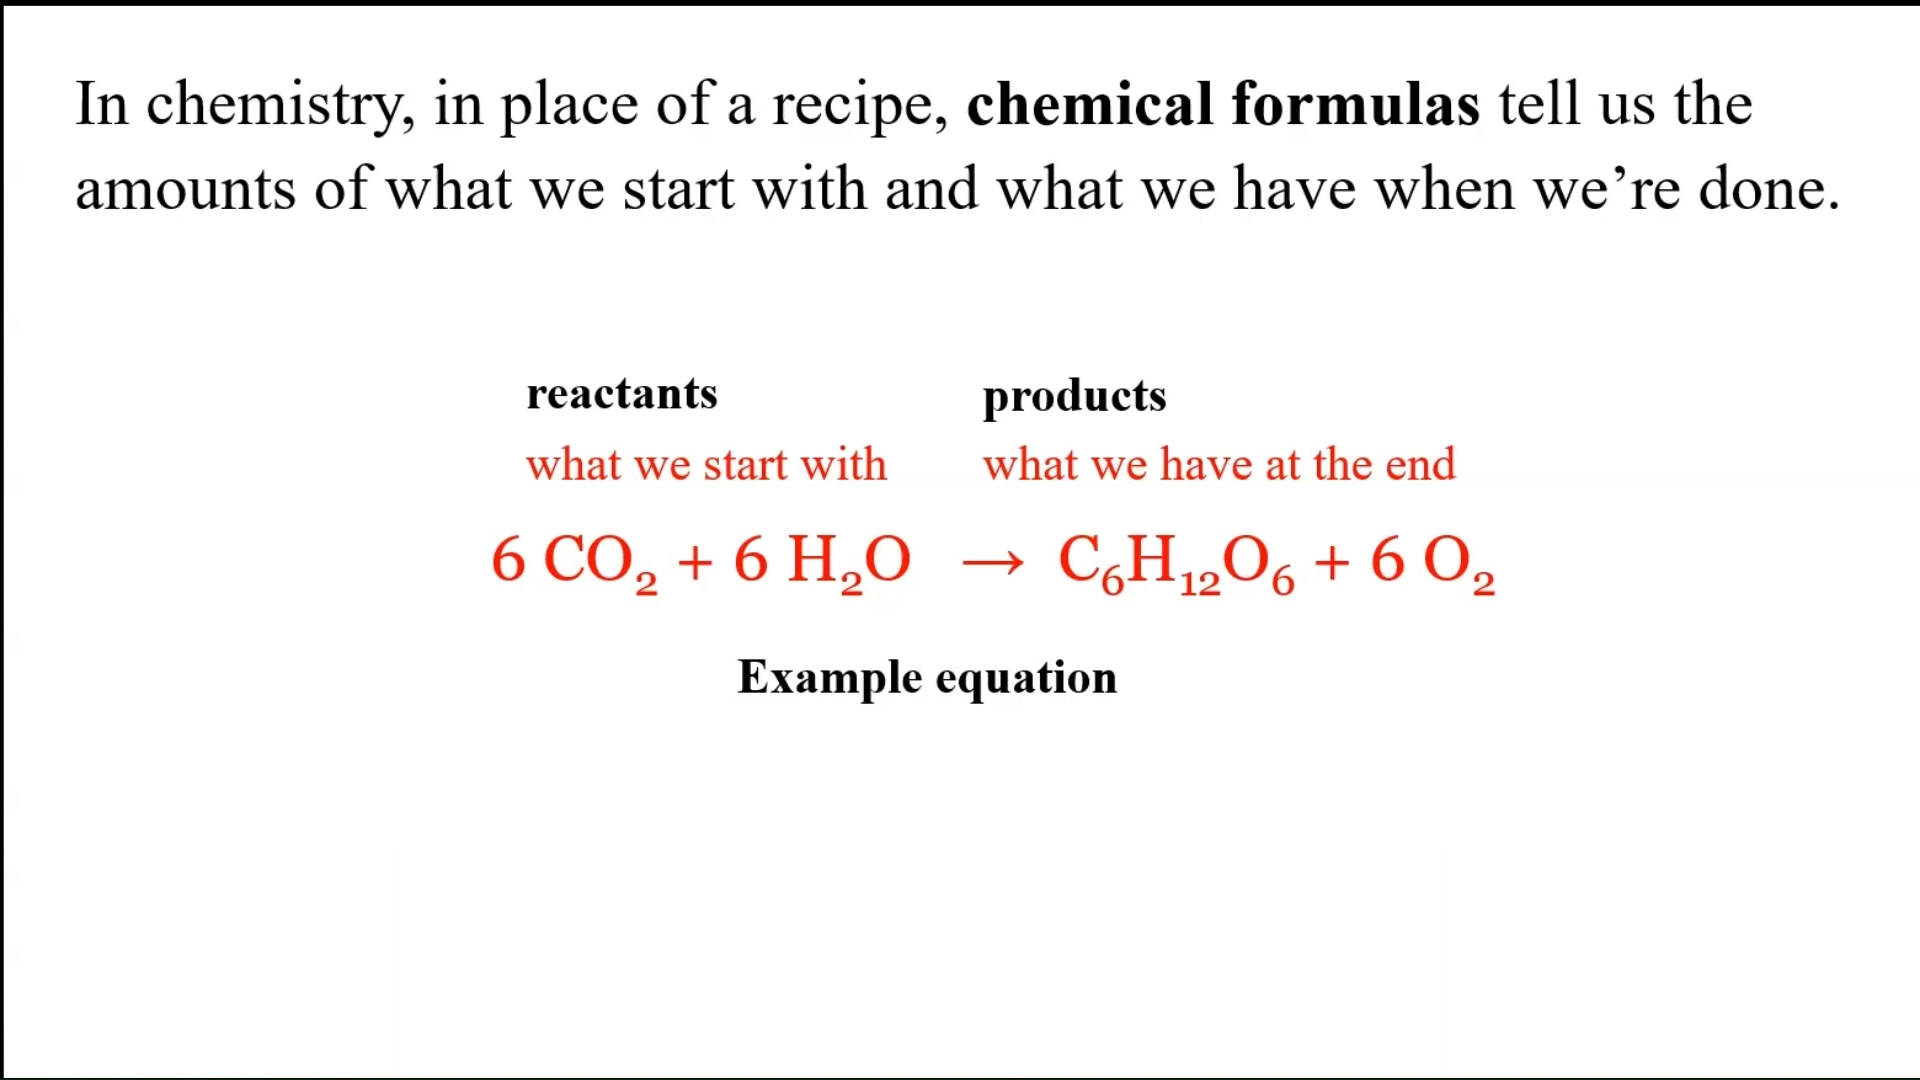 In chemistry, in place of a recipe, chemical formulas tell us the
amounts of what we start with and what we have when we’re done.
reactants products
what we start with what we have at the end
6 CO₂ + 6 H₂O → C₆H₁₂O₆ + 6 O₂
Example equation